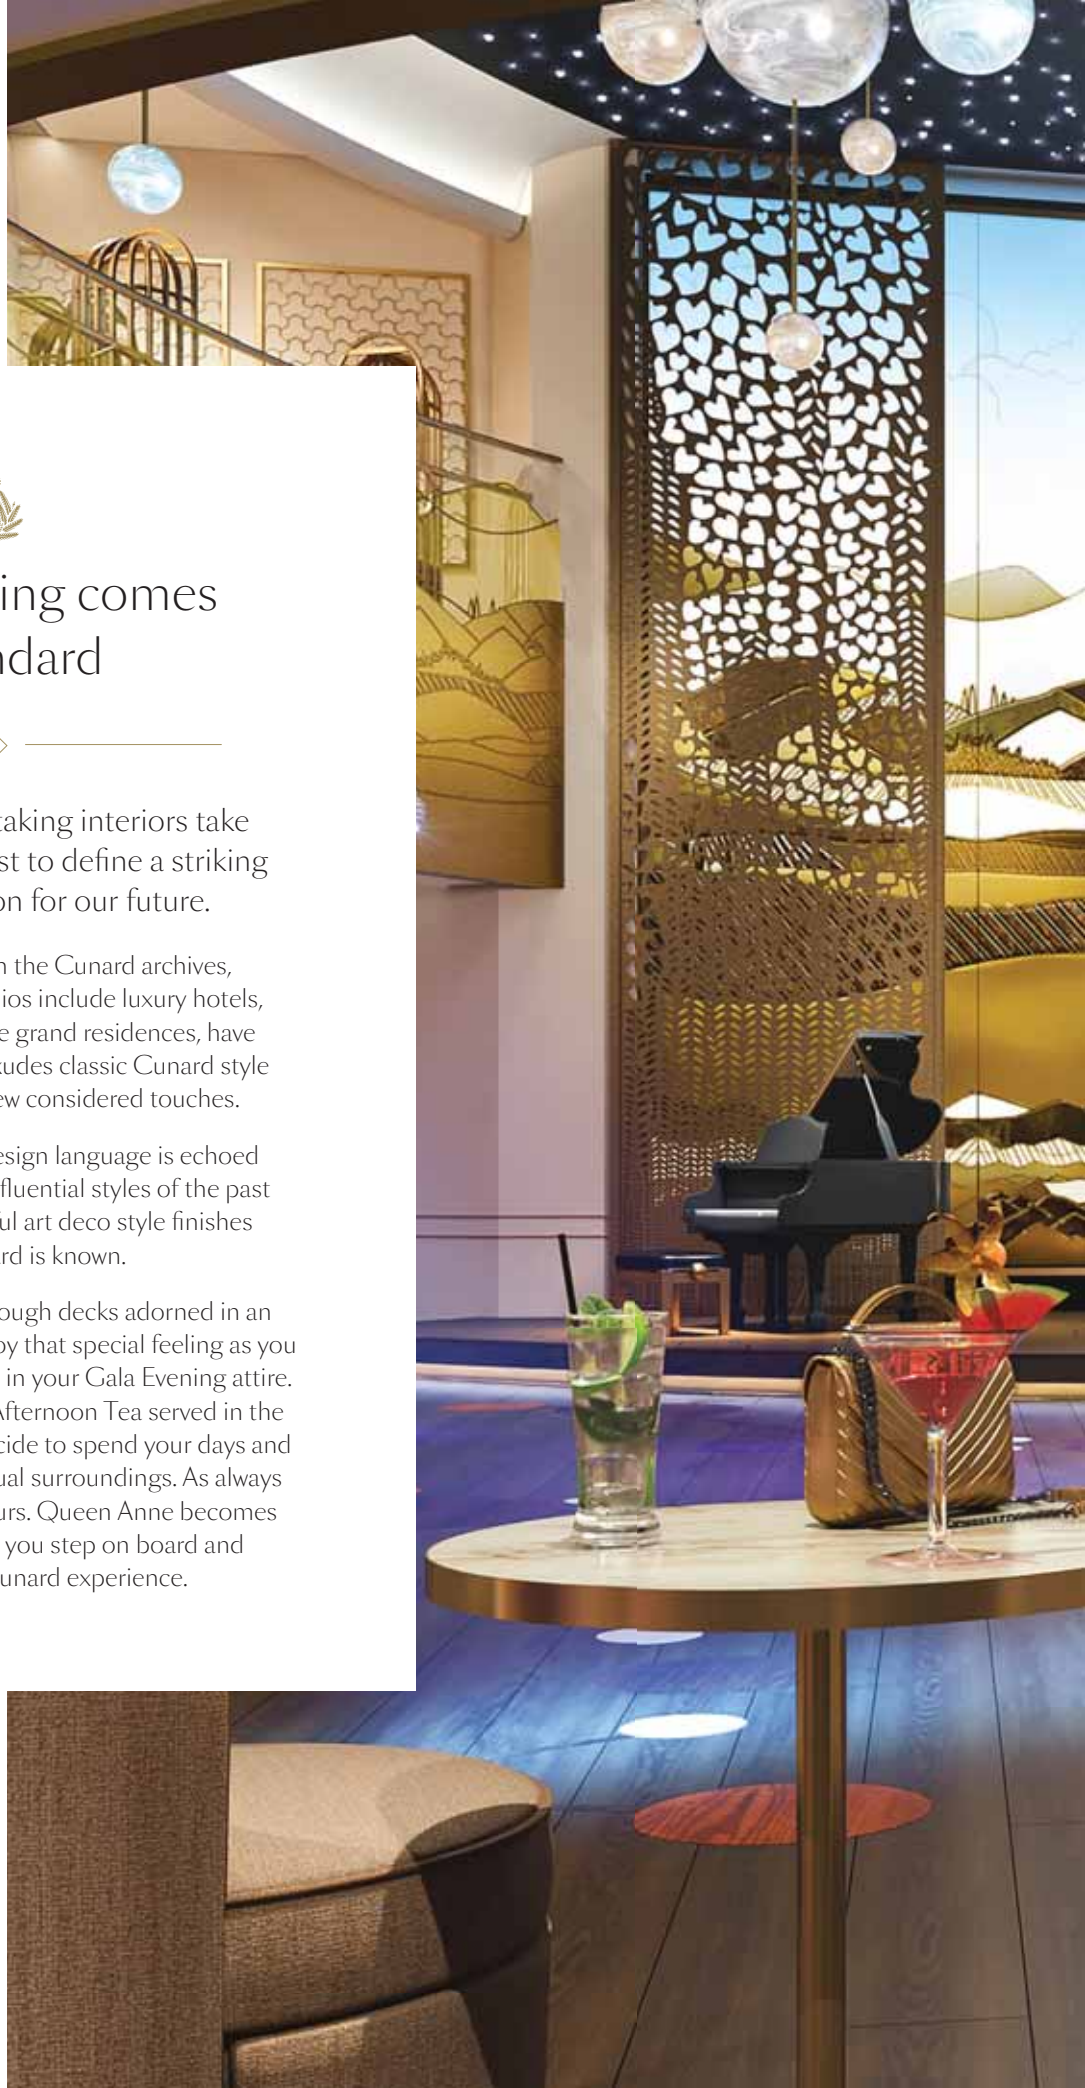 ing comes
ndard
taking interiors take
st to define a striking
on for our future.
n the Cunard archives,
ios include luxury hotels,
e grand residences, have
udes classic Cunard style
ew considered touches.
esign language is echoed
fluential styles of the past
ul art deco style finishes
rd is known.
ough decks adorned in an
oy that special feeling as you
in your Gala Evening attire.
Afternoon Tea served in the
cide to spend your days and
ual surroundings. As always
urs. Queen Anne becomes
you step on board and
unard experience.